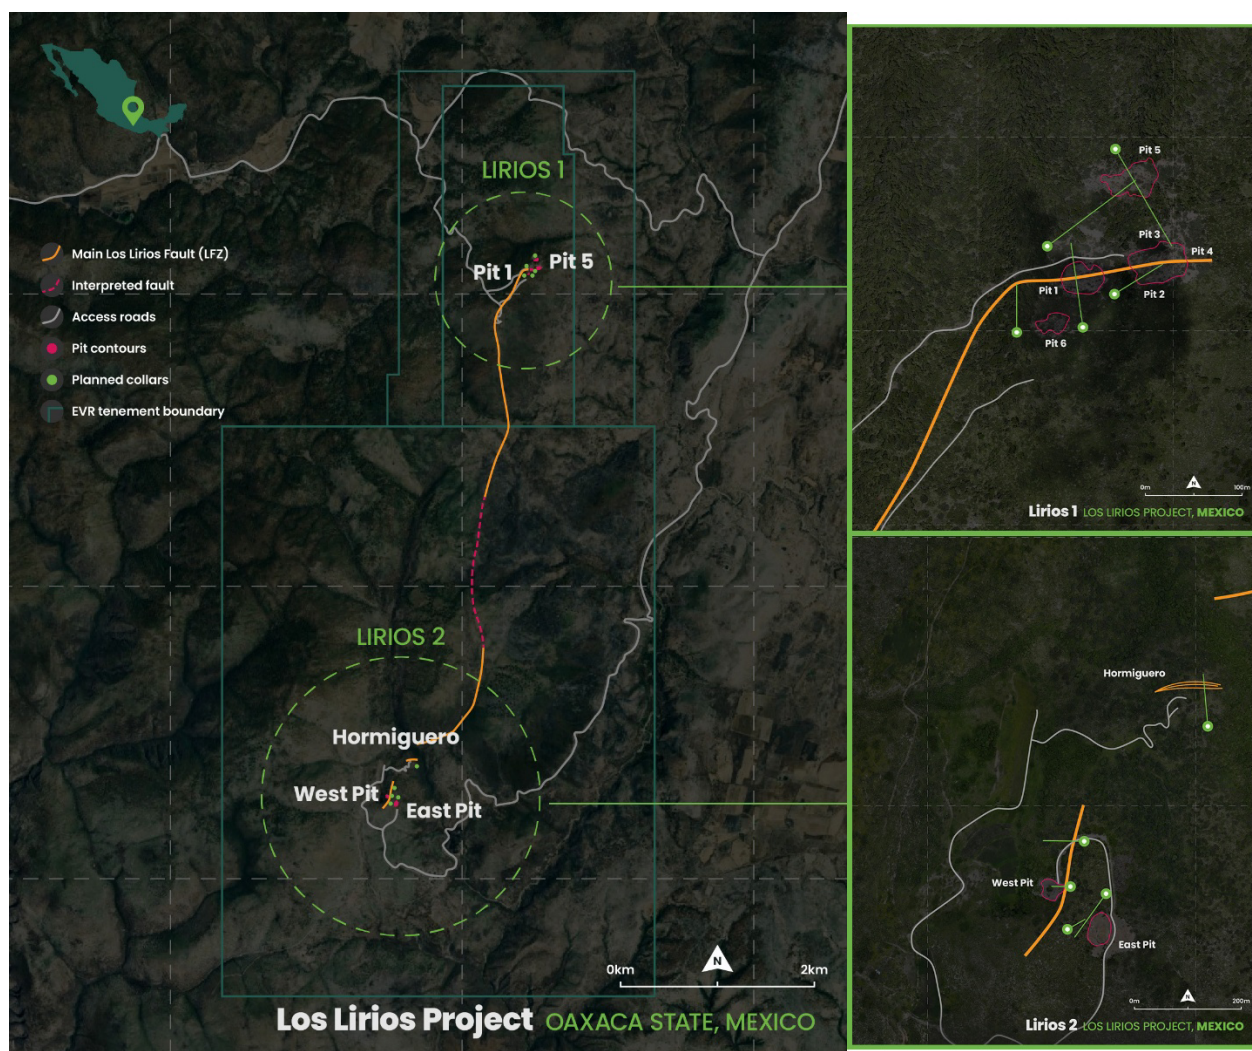 LIRIOS 1
Pit 1
Pit 5
Main Los Lirios Fault (LFZ)
Interpreted fault
Access roads
Pit contours
Planned collars
EVR tenement boundary
LIRIOS 2
Hormiguero
West Pit
East Pit
N
0km
2km
Los Lirios Project OAXACA STATE, MEXICO
Pit 5
Pit 3
Pit 4
Pit 1
Pit 2
Pit 6
N
0m
100m
Lirios 1 LOS LIRIOS PROJECT, MEXICO
Hormiguero
West Pit
East Pit
N
0m
200m
Lirios 2 LOS LIRIOS PROJECT, MEXICO